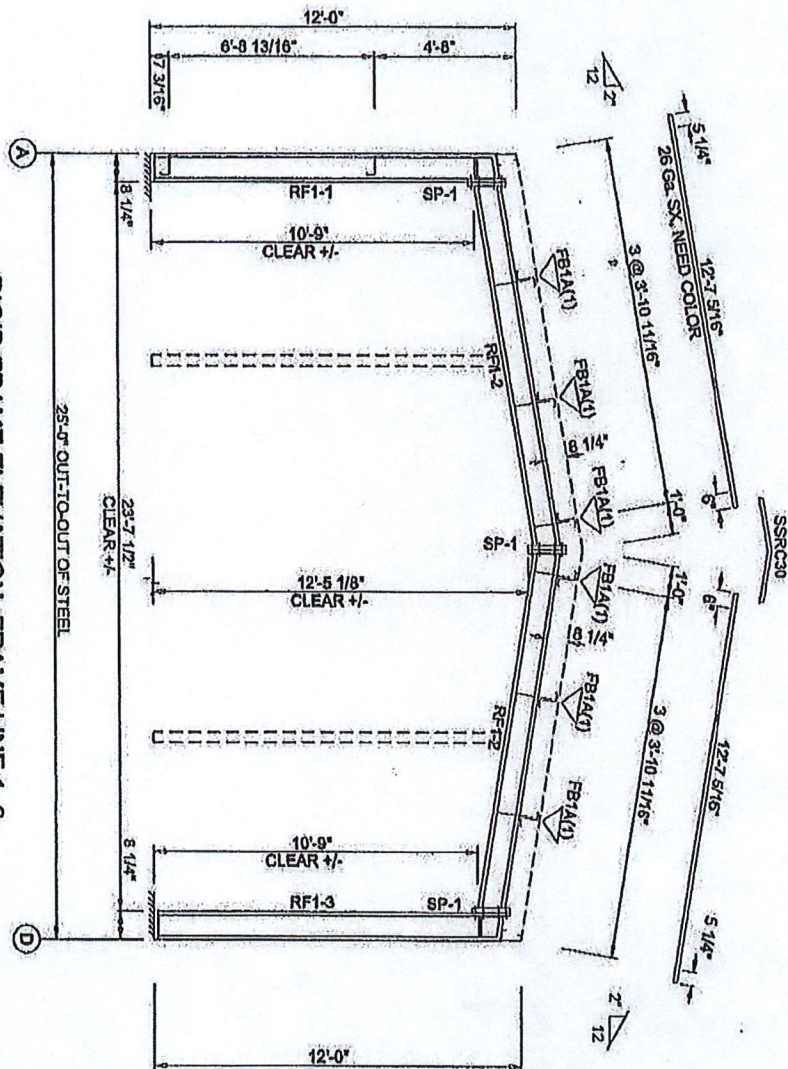 SSRC30
5 1/4"
12'-7 5/16"
26 Ga. SX, NEED COLOR
6"
6"
12'-7 5/16"
5 1/4"
2"
12
3 @ 3'-10 11/16"
1'-0"
1'-0"
3 @ 3'-10 11/16"
2"
12
FB1A(1)
FB1A(1)
FB1A(1)
FB1A(1)
FB1A(1)
FB1A(1)
8 1/4"
8 1/4"
12'-0"
4'-8"
6'-8 13/16"
7 3/16"
SP-1
SP-1
SP-1
RF1-1
RF1-2
RF1-2
RF1-3
10'-9"
CLEAR +/-
12'-5 1/8"
CLEAR +/-
10'-9"
CLEAR +/-
12'-0"
8 1/4"
23'-7 1/2"
CLEAR +/-
8 1/4"
25'-0" OUT-TO-OUT OF STEEL
A
D